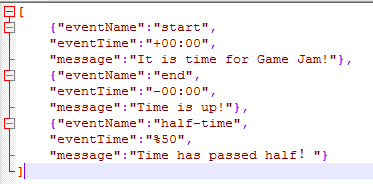 [
{"eventName":"start",
"eventTime":"+00:00",
"message":"It is time for Game Jam!"},
{"eventName":"end",
"eventTime":"-00:00",
"message":"Time is up!"},
{"eventName":"half-time",
"eventTime":"%50",
"message":"Time has passed half！"}
]